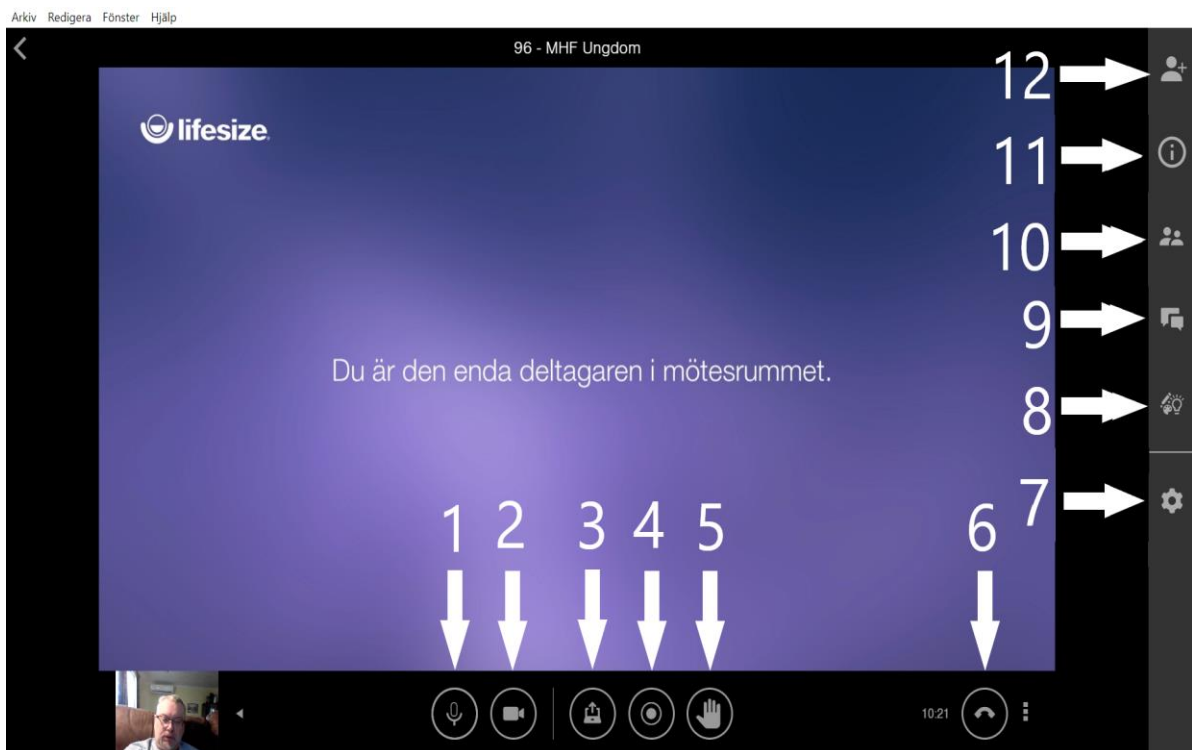 Arkiv Redigera Fönster Hjälp
96 - MHF Ungdom
lifesize
Du är den enda deltagaren i mötesrummet.
12
11
10
9
8
7
1 2 3 4 5 6
10:21